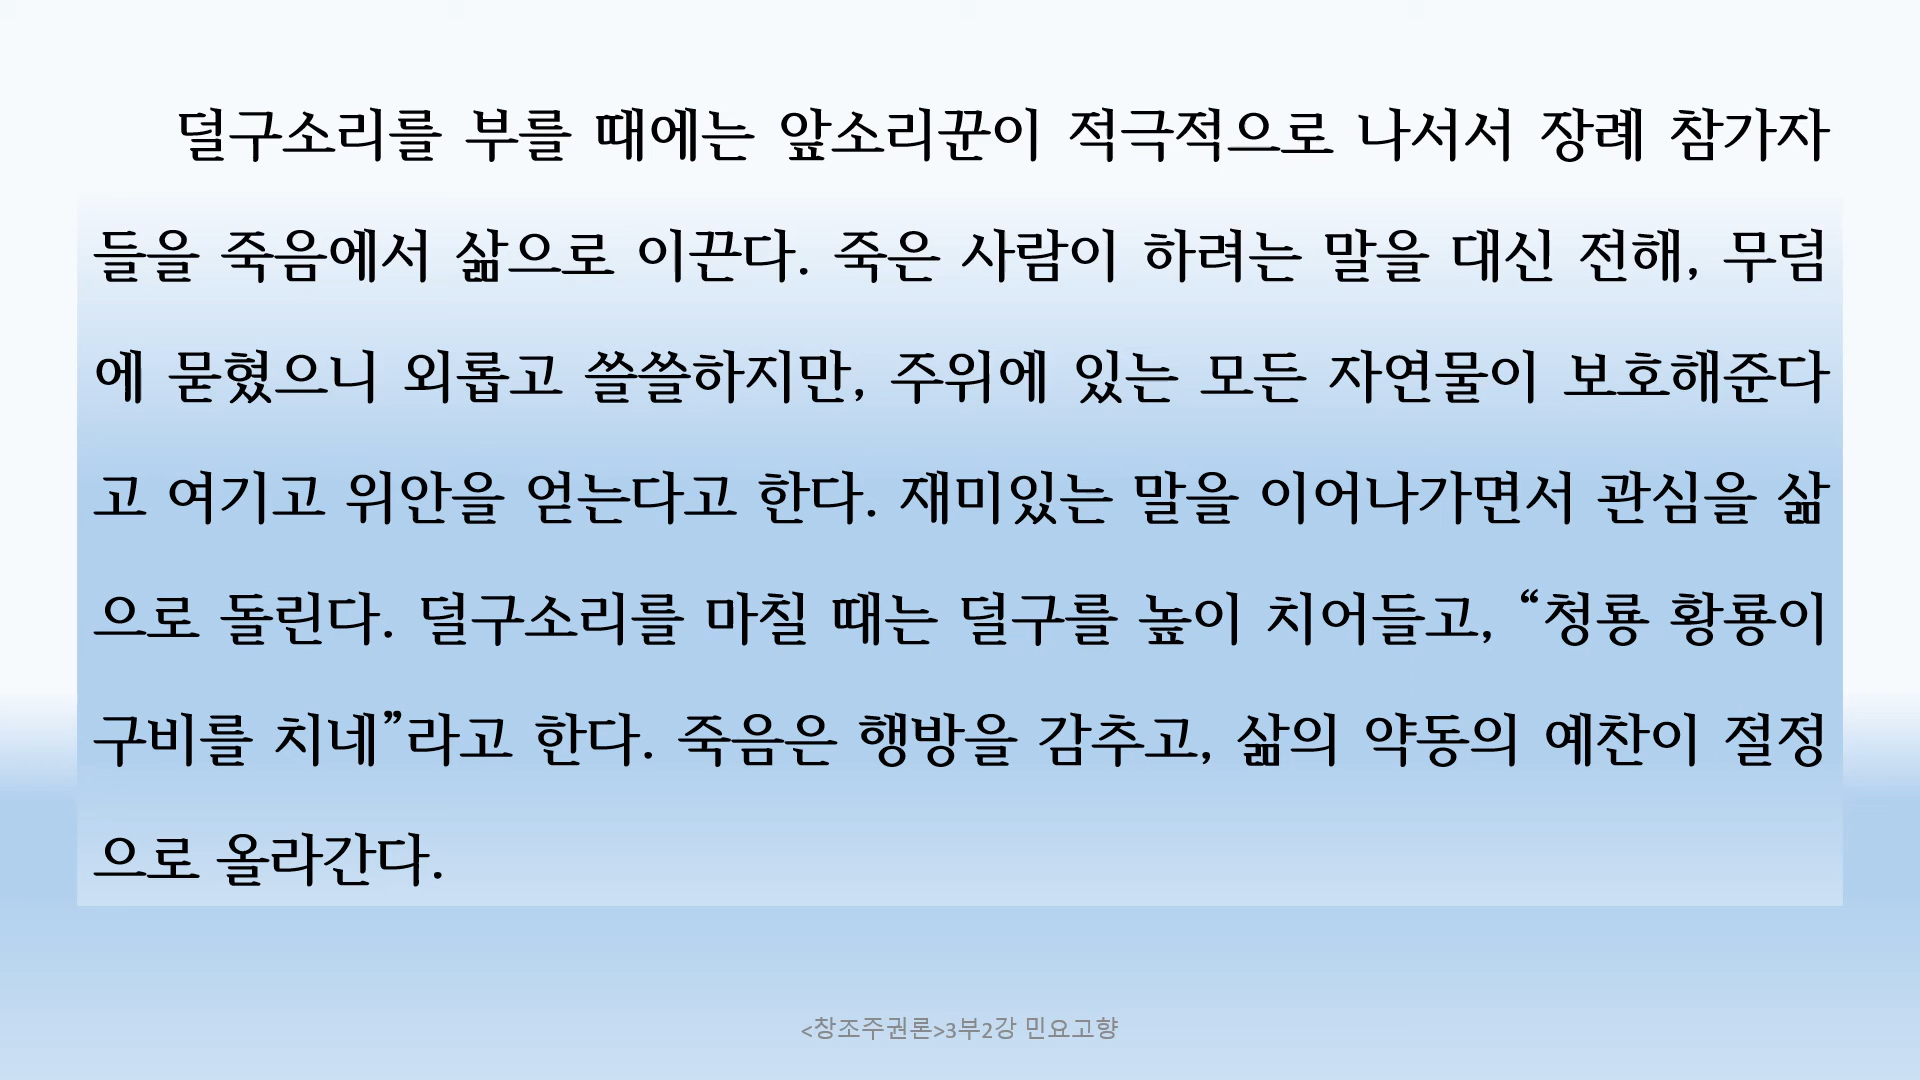 덜구소리를 부를 때에는 앞소리꾼이 적극적으로 나서서 장례 참가자
들을 죽음에서 삶으로 이끈다. 죽은 사람이 하려는 말을 대신 전해, 무덤
에 묻혔으니 외롭고 쓸쓸하지만, 주위에 있는 모든 자연물이 보호해준다
고 여기고 위안을 얻는다고 한다. 재미있는 말을 이어나가면서 관심을 삶
으로 돌린다. 덜구소리를 마칠 때는 덜구를 높이 치어들고, “청룡 황룡이
구비를 치네”라고 한다. 죽음은 행방을 감추고, 삶의 약동의 예찬이 절정
으로 올라간다.
<창조주권론>3부2강 민요고향